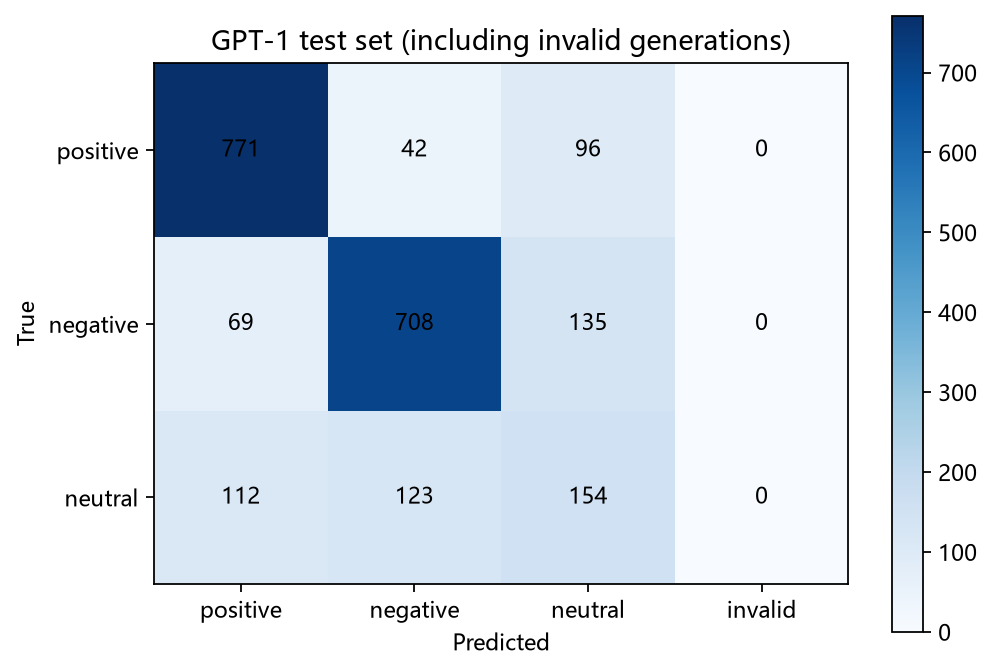 GPT-1 test set (including invalid generations)
True
positive 771 42 96 0
negative 69 708 135 0
neutral 112 123 154 0
positive negative neutral invalid
Predicted
700
600
500
400
300
200
100
0